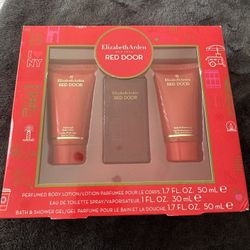 I
NY
Elizabeth Arden
RED DOOR
Elizabeth Arden
RED DOOR
Elizabeth Arden
RED DOOR
Elizabeth Arden
RED DOOR
PERFUMED BODY LOTION/LOTION PARFUMÉE POUR LE CORPS, 1.7 FL. OZ. 50 mL e
EAU DE TOILETTE SPRAY/VAPORISATEUR, 1 FL. OZ. 30 mL e
BATH & SHOWER GEL/GEL PARFUMÉ POUR LE BAIN ET LA DOUCHE, 1.7 FL. OZ. 50 mL e